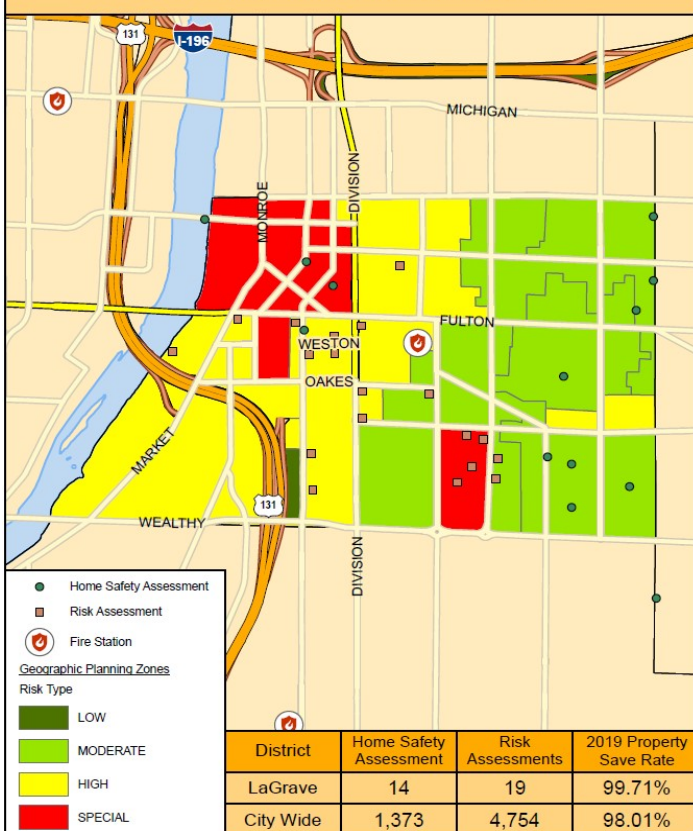 131
I-196
MICHIGAN
MONROE
DIVISION
FULTON
WESTON
OAKES
MARKET
131
WEALTHY
DIVISION
Home Safety Assessment
Risk Assessment
Fire Station
Geographic Planning Zones
Risk Type
LOW
MODERATE
HIGH
SPECIAL
District Home Safety Assessment Risk Assessments 2019 Property Save Rate
LaGrave 14 19 99.71%
City Wide 1,373 4,754 98.01%